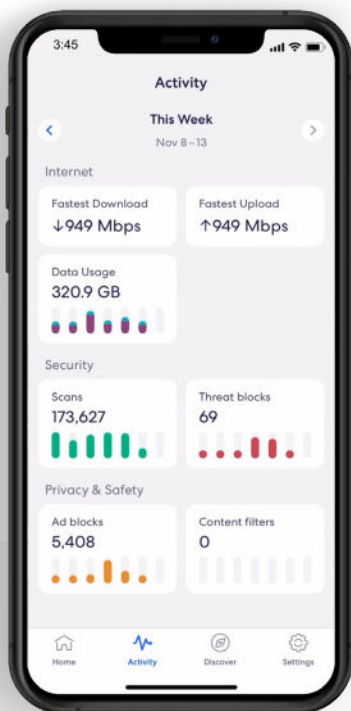 3:45
Activity
This Week
Nov 8 – 13
Internet
Fastest Download
↓949 Mbps
Fastest Upload
↑949 Mbps
Data Usage
320.9 GB
Security
Scans
173,627
Threat blocks
69
Privacy & Safety
Ad blocks
5,408
Content filters
0
Home
Activity
Discover
Settings